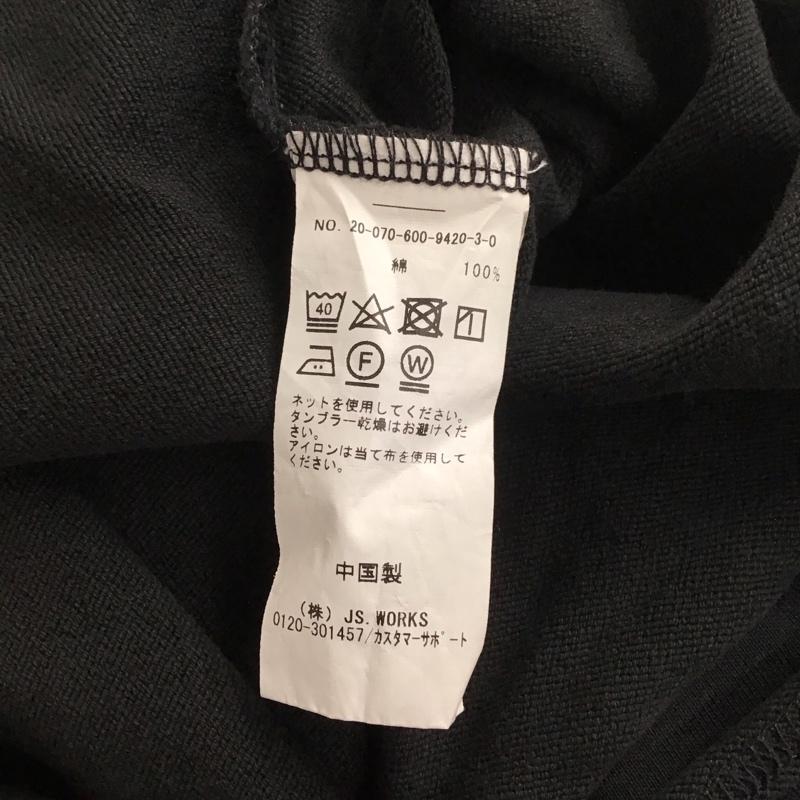 NO. 20-070-600-9420-3-0
綿 100%
40
F W
ネットを使用してください。
タンブラー乾燥はお避けくだ
さい。
アイロンは当て布を使用して
ください。
中国製
(株) JS.WORKS
0120-301457/カスタマーサポート